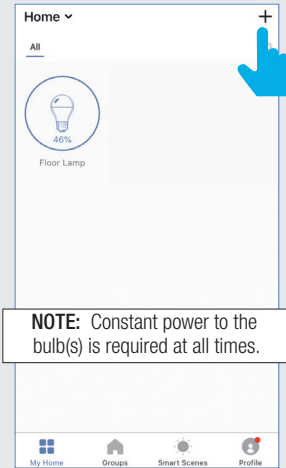 Home
+
All
46%
Floor Lamp
NOTE: Constant power to the
bulb(s) is required at all times.
My Home Groups Smart Scenes Profile